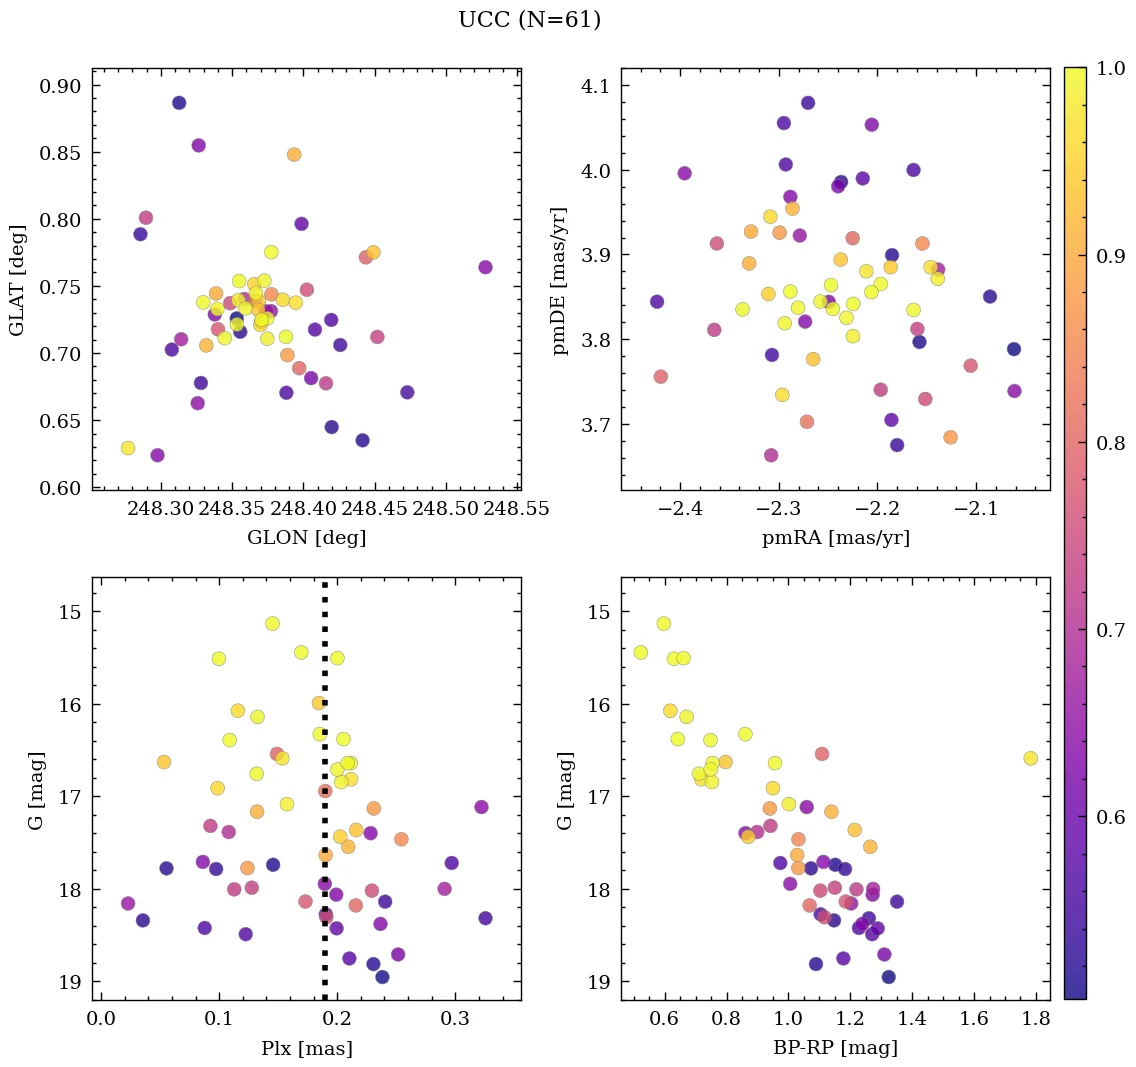 UCC (N=61)
0.90
0.85
0.80
0.75
0.70
0.65
0.60
GLAT [deg]
248.30 248.35 248.40 248.45 248.50 248.55
GLON [deg]
4.1
4.0
3.9
3.8
3.7
pmDE [mas/yr]
−2.4 −2.3 −2.2 −2.1
pmRA [mas/yr]
1.0
0.9
0.8
0.7
0.6
15
16
17
18
19
G [mag]
0.0 0.1 0.2 0.3
Plx [mas]
15
16
17
18
19
G [mag]
0.6 0.8 1.0 1.2 1.4 1.6 1.8
BP-RP [mag]